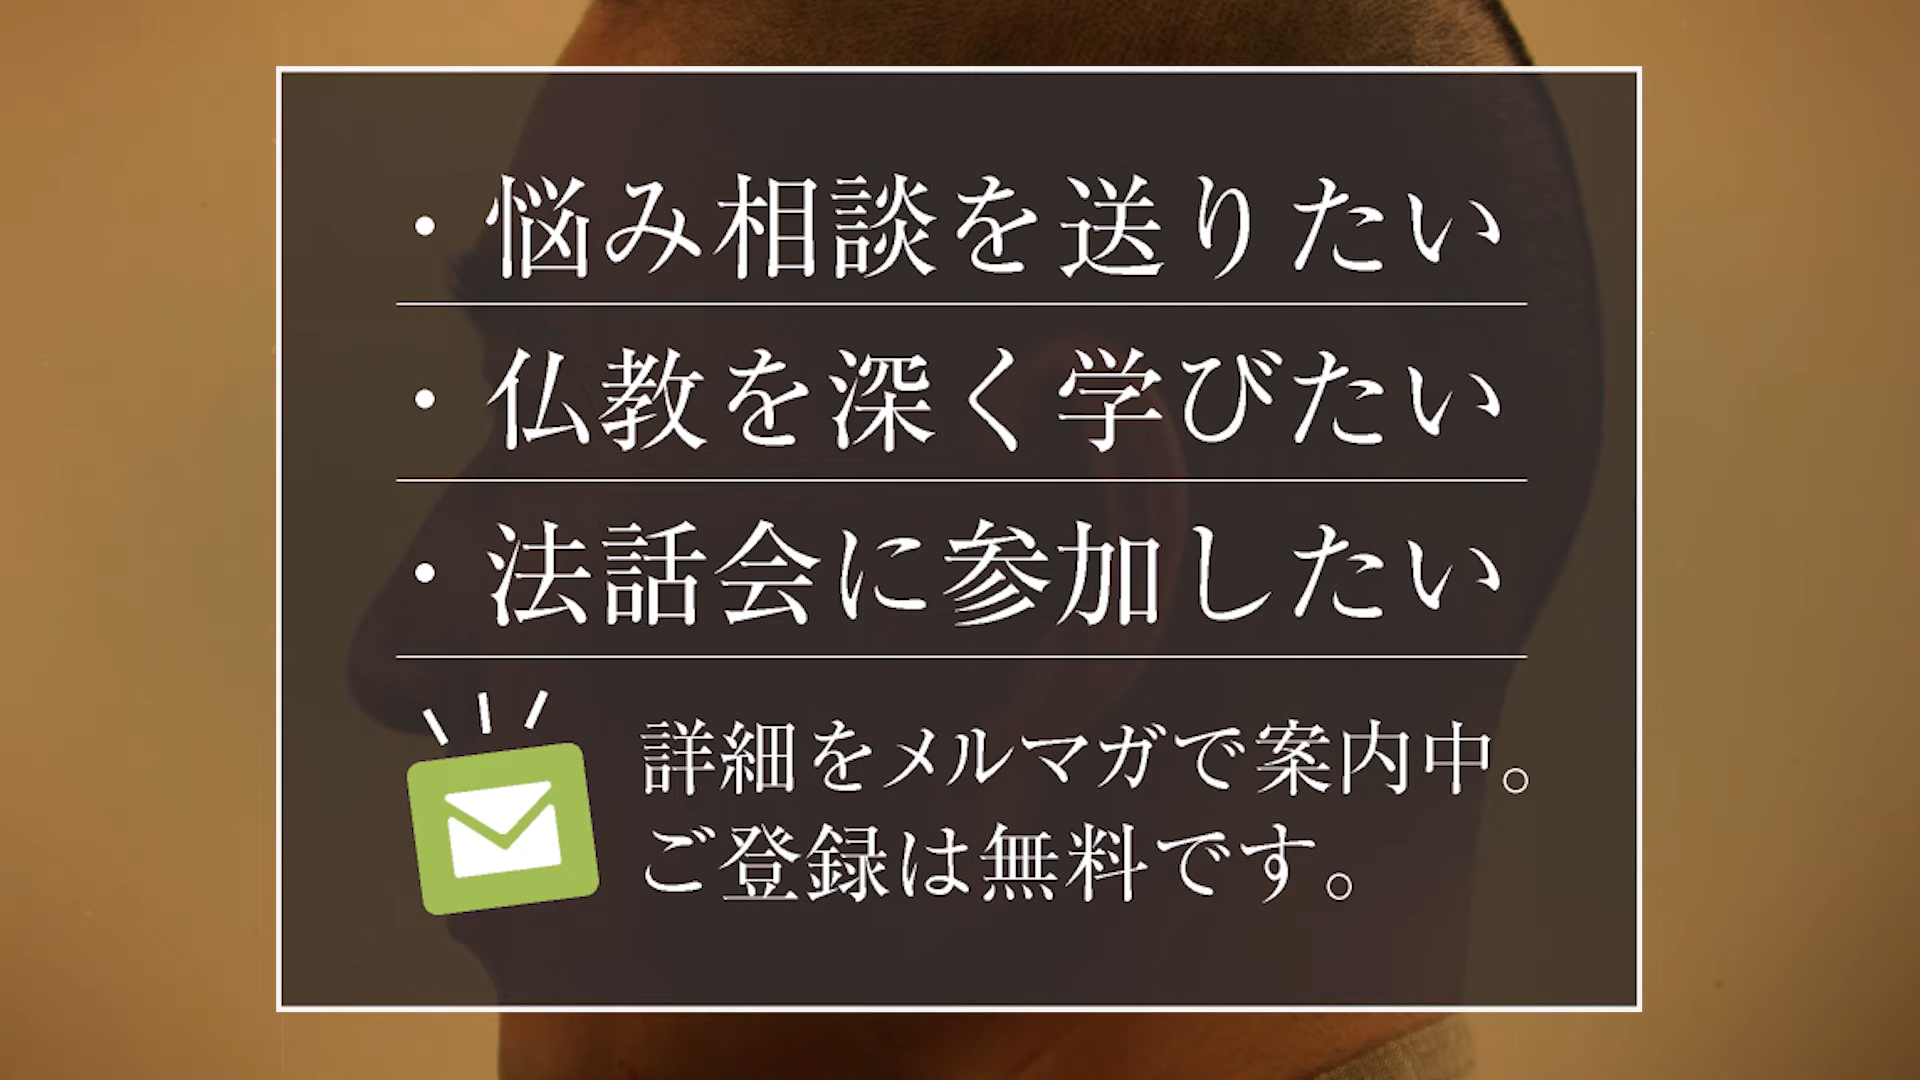 ・悩み相談を送りたい
・仏教を深く学びたい
・法話会に参加したい
詳細をメルマガで案内中。
ご登録は無料です。